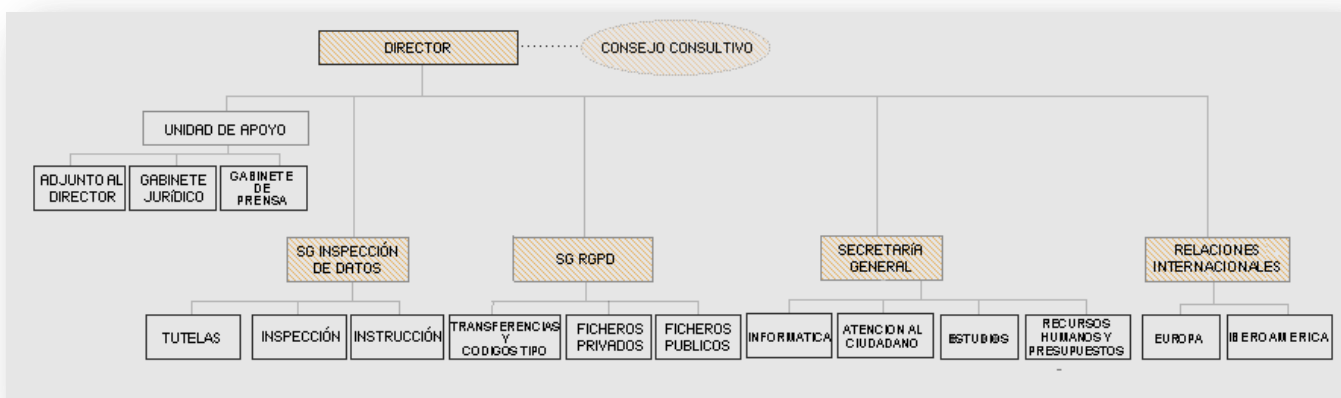 DIRECTOR
CONSEJO CONSULTIVO
UNIDAD DE APOYO
ADJUNTO AL
DIRECTOR
GABINETE
JURÍDICO
GABINETE
DE
PRENSA
SG INSPECCIÓN
DE DATOS
SG RGPD
SECRETARÍA
GENERAL
RELACIONES
INTERNACIONALES
TUTELAS
INSPECCIÓN
INSTRUCCIÓN
TRANSFERENCIAS
Y
CODIGOS TIPO
FICHEROS
PRIVADOS
FICHEROS
PUBLICOS
INFORMATICA
ATENCION AL
CIUDADANO
ESTUDIOS
RECURSOS
HUMANOS Y
PRESUPUESTOS
EUROPA
IBEROAMERICA